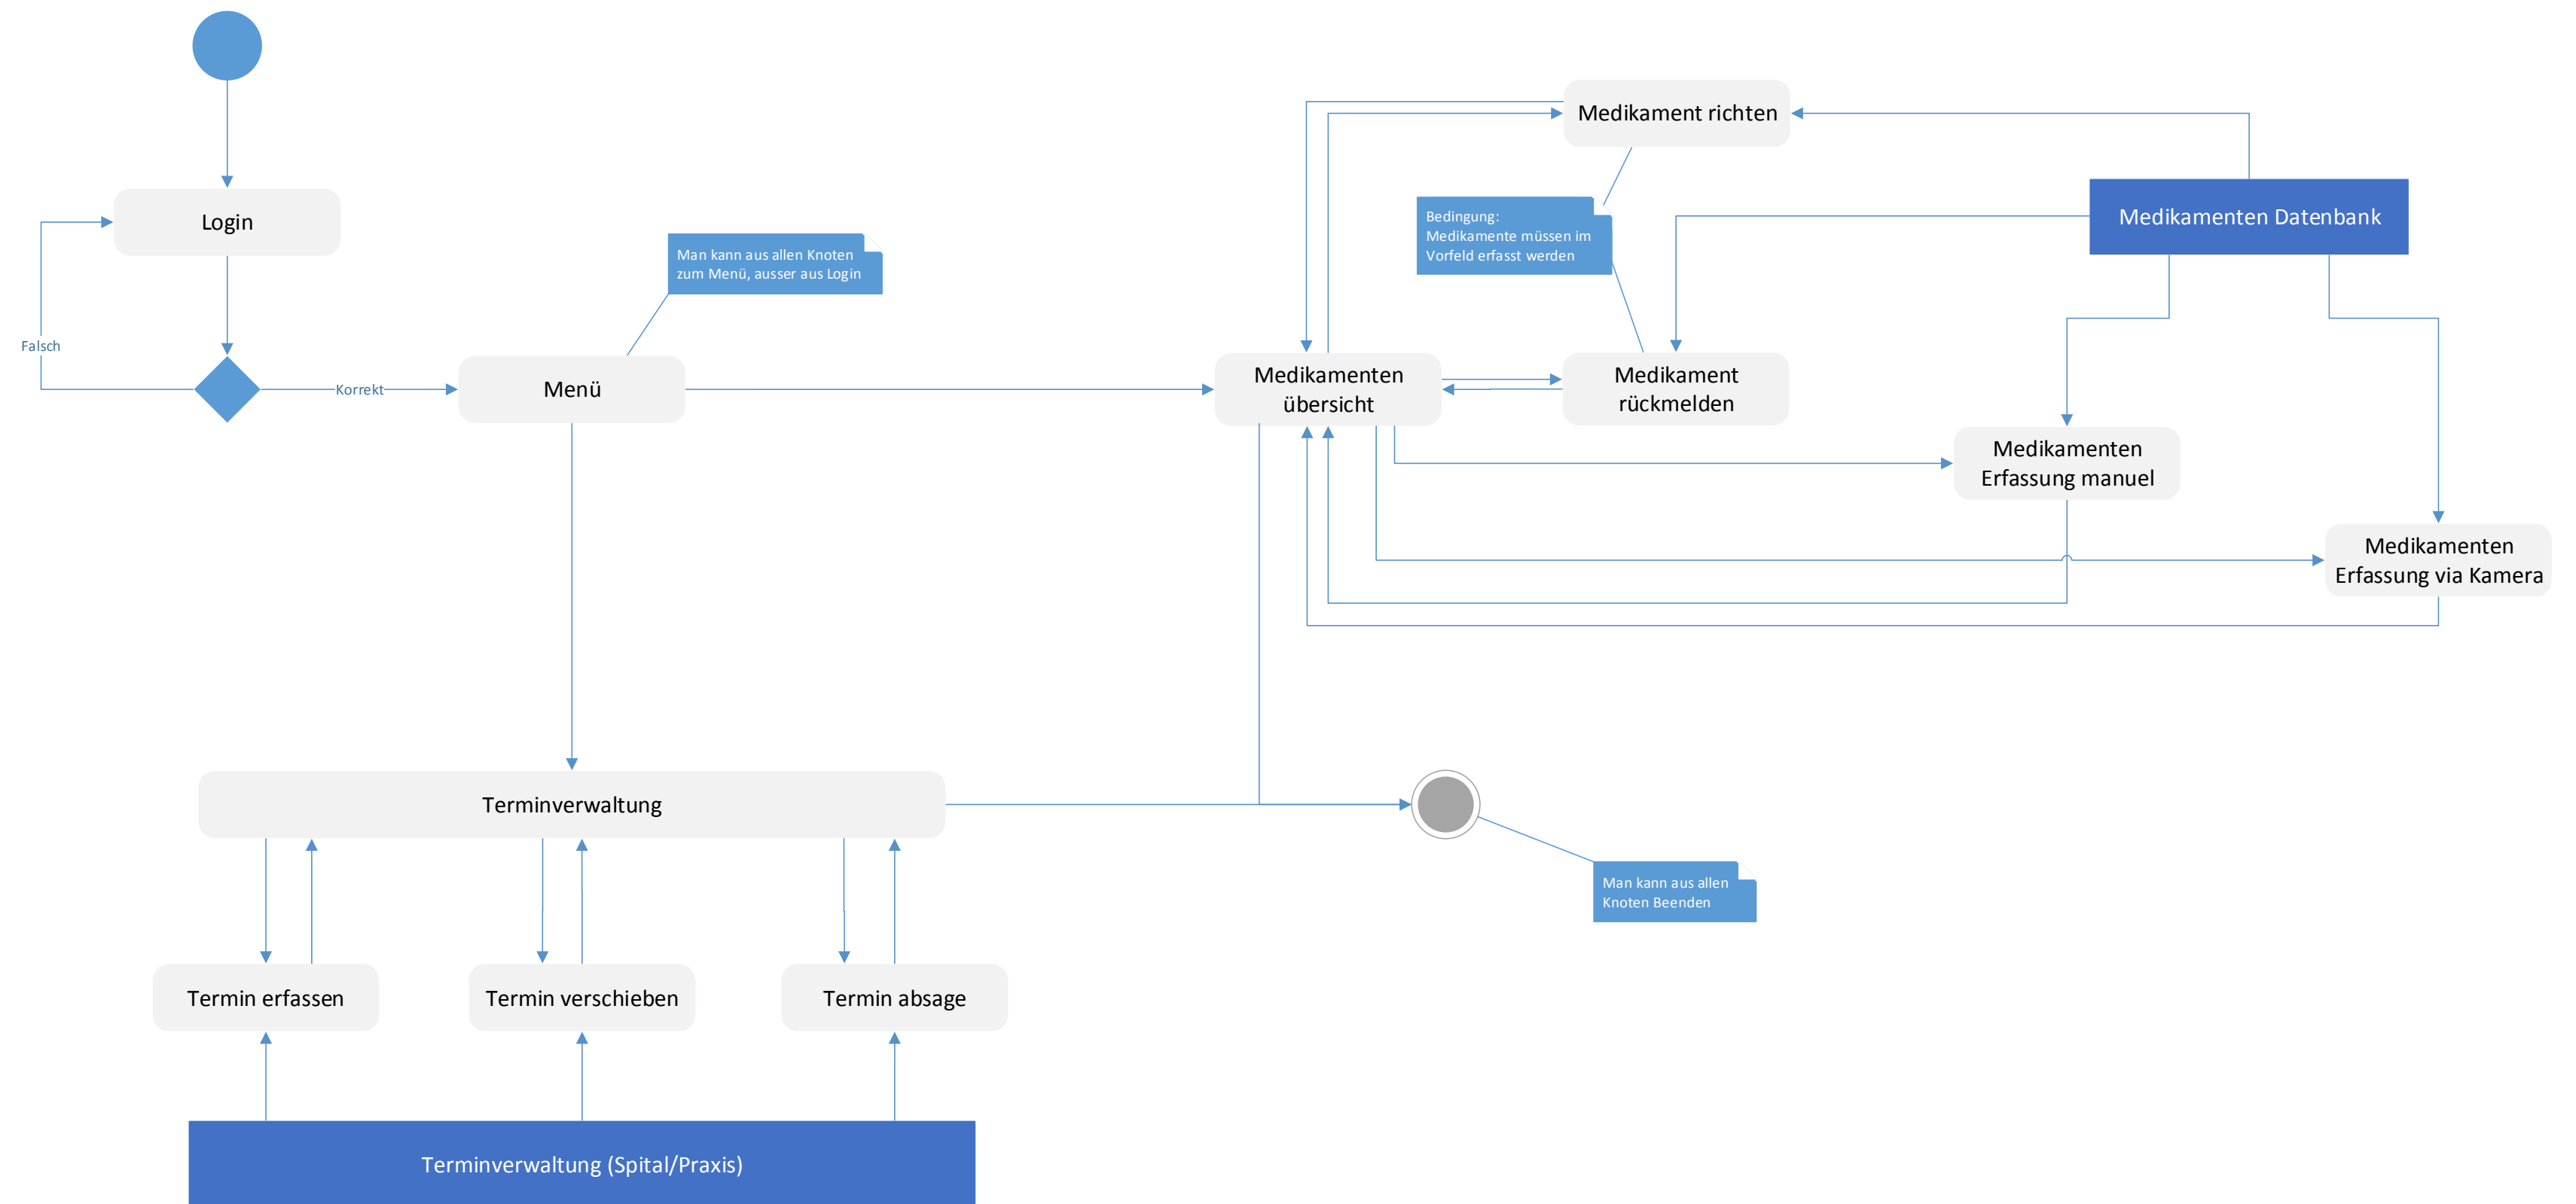 Medikament richten
Bedingung:
Medikamente müssen im
Vorfeld erfasst werden
Medikamenten Datenbank
Login
Man kann aus allen Knoten
zum Menü, ausser aus Login
Falsch
Korrekt
Menü
Medikamenten
übersicht
Medikament
rückmelden
Medikamenten
Erfassung manuel
Medikamenten
Erfassung via Kamera
Terminverwaltung
Man kann aus allen
Knoten Beenden
Termin erfassen
Termin verschieben
Termin absage
Terminverwaltung (Spital/Praxis)